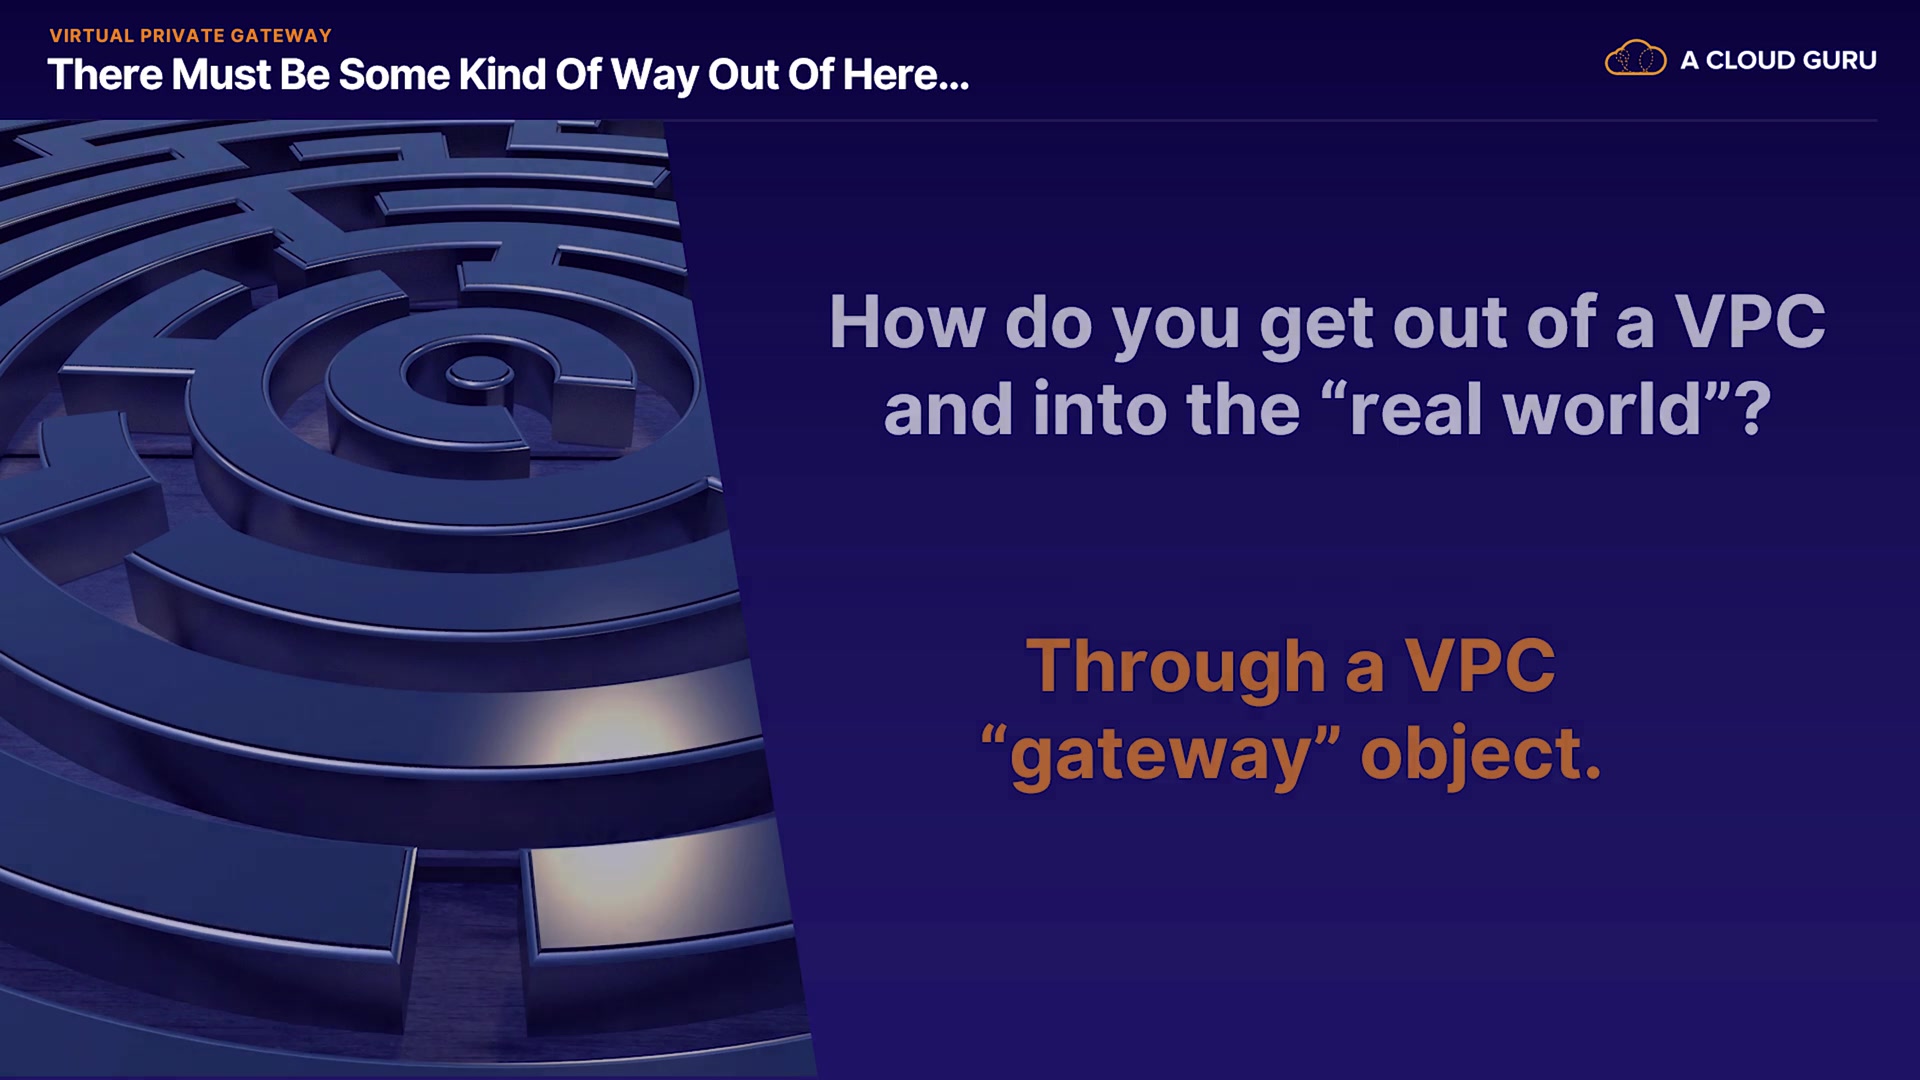 VIRTUAL PRIVATE GATEWAY
There Must Be Some Kind Of Way Out Of Here...
A CLOUD GURU
How do you get out of a VPC
and into the “real world”?
Through a VPC
“gateway” object.